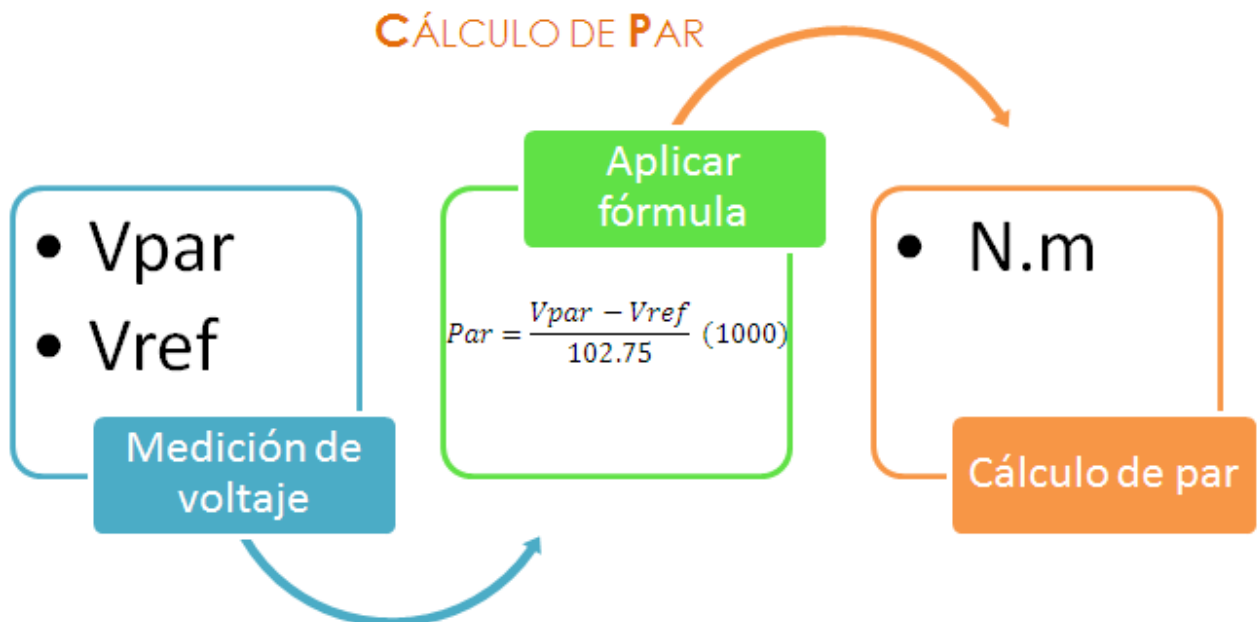 CÁLCULO DE PAR
• Vpar
• Vref
Medición de
voltaje
Aplicar
fórmula
Par = \frac{Vpar − Vref}{102.75} (1000)
• N.m
Cálculo de par